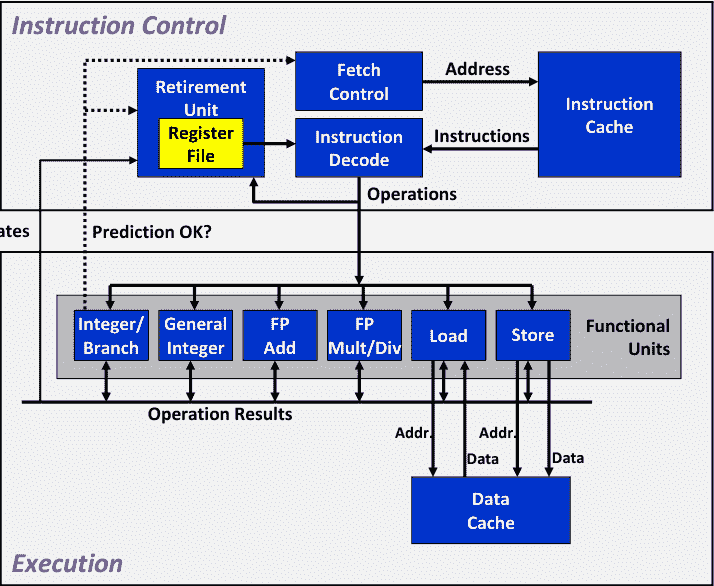 Instruction Control
Retirement
Unit
Register
File
Fetch
Control
Address
Instruction
Cache
Instruction
Decode
Instructions
Operations
ates
Prediction OK?
Integer/
Branch
General
Integer
FP
Add
FP
Mult/Div
Load
Store
Functional
Units
Operation Results
Addr.
Addr.
Data
Data
Data
Cache
Execution